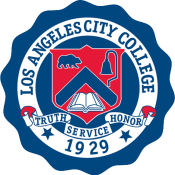 LOS ANGELES CITY COLLEGE
TRUTH
SERVICE
HONOR
1929